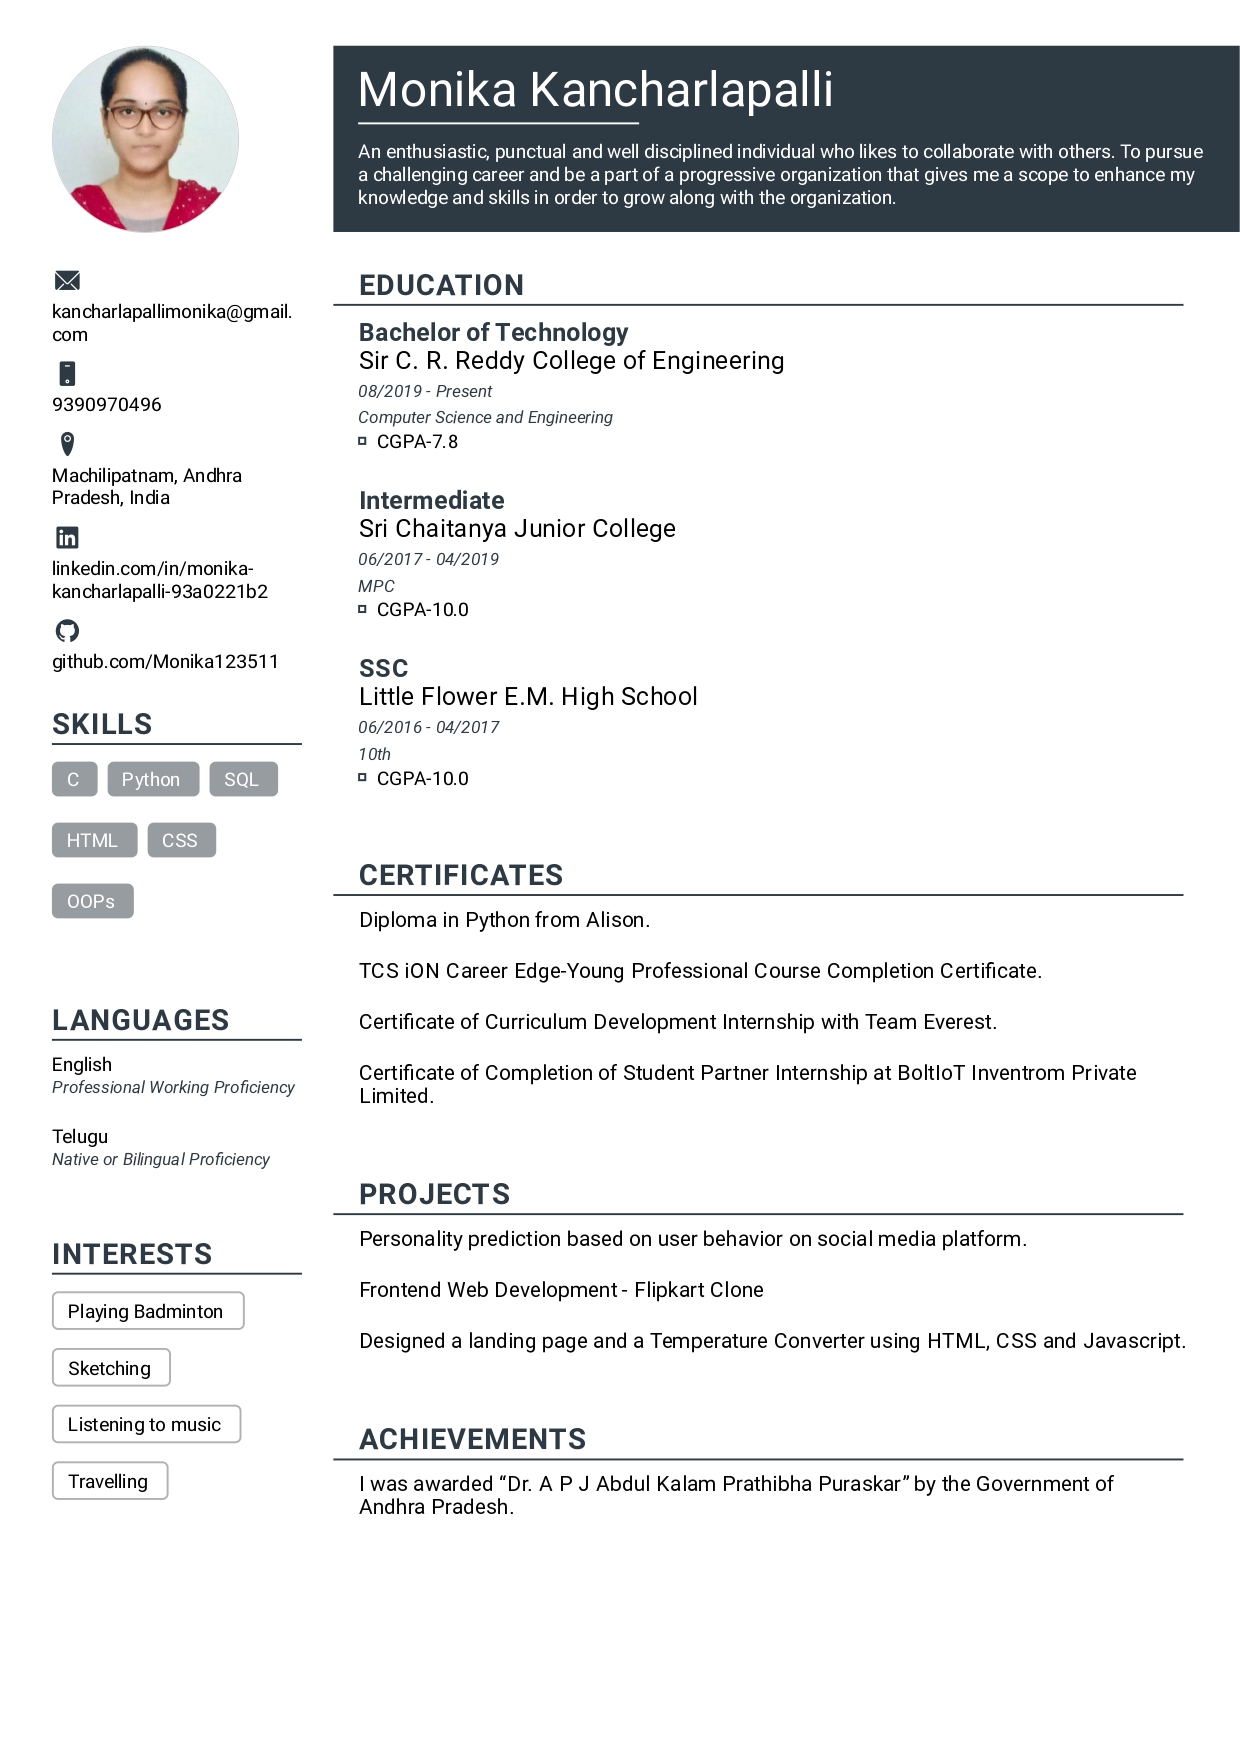 Monika Kancharlapalli
An enthusiastic, punctual and well disciplined individual who likes to collaborate with others. To pursue
a challenging career and be a part of a progressive organization that gives me a scope to enhance my
knowledge and skills in order to grow along with the organization.
kancharlapallimonika@gmail.
com
9390970496
Machilipatnam, Andhra
Pradesh, India
linkedin.com/in/monika-
kancharlapalli-93a0221b2
github.com/Monika123511
SKILLS
C Python SQL
HTML CSS
OOPs
LANGUAGES
English
Professional Working Proficiency
Telugu
Native or Bilingual Proficiency
INTERESTS
Playing Badminton
Sketching
Listening to music
Travelling
EDUCATION
Bachelor of Technology
Sir C. R. Reddy College of Engineering
08/2019 - Present
Computer Science and Engineering
CGPA-7.8
Intermediate
Sri Chaitanya Junior College
06/2017 - 04/2019
MPC
CGPA-10.0
SSC
Little Flower E.M. High School
06/2016 - 04/2017
10th
CGPA-10.0
CERTIFICATES
Diploma in Python from Alison.
TCS iON Career Edge-Young Professional Course Completion Certificate.
Certificate of Curriculum Development Internship with Team Everest.
Certificate of Completion of Student Partner Internship at BoltIoT Inventrom Private
Limited.
PROJECTS
Personality prediction based on user behavior on social media platform.
Frontend Web Development - Flipkart Clone
Designed a landing page and a Temperature Converter using HTML, CSS and Javascript.
ACHIEVEMENTS
I was awarded “Dr. A P J Abdul Kalam Prathibha Puraskar” by the Government of
Andhra Pradesh.